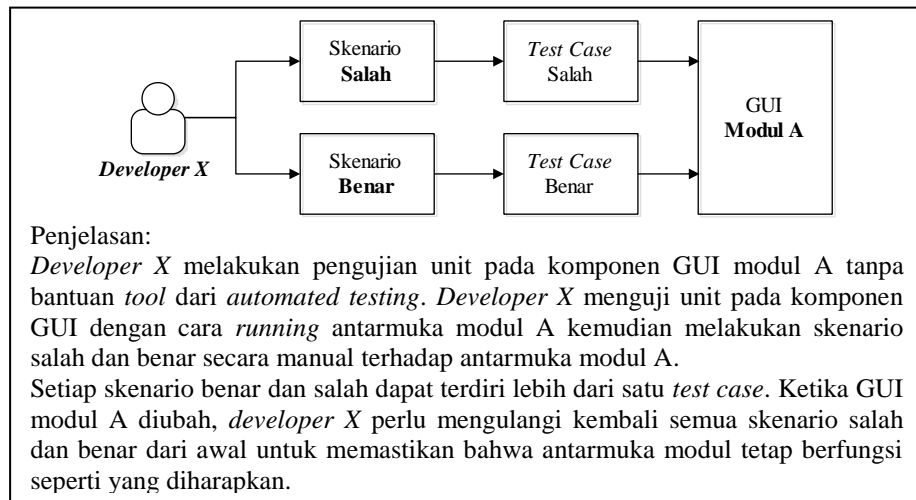 Skenario
Salah
Test Case
Salah
GUI
Modul A
Developer X
Skenario
Benar
Test Case
Benar
Penjelasan:
Developer X melakukan pengujian unit pada komponen GUI modul A tanpa
bantuan tool dari automated testing. Developer X menguji unit pada komponen
GUI dengan cara running antarmuka modul A kemudian melakukan skenario
salah dan benar secara manual terhadap antarmuka modul A.
Setiap skenario benar dan salah dapat terdiri lebih dari satu test case. Ketika GUI
modul A diubah, developer X perlu mengulangi kembali semua skenario salah
dan benar dari awal untuk memastikan bahwa antarmuka modul tetap berfungsi
seperti yang diharapkan.